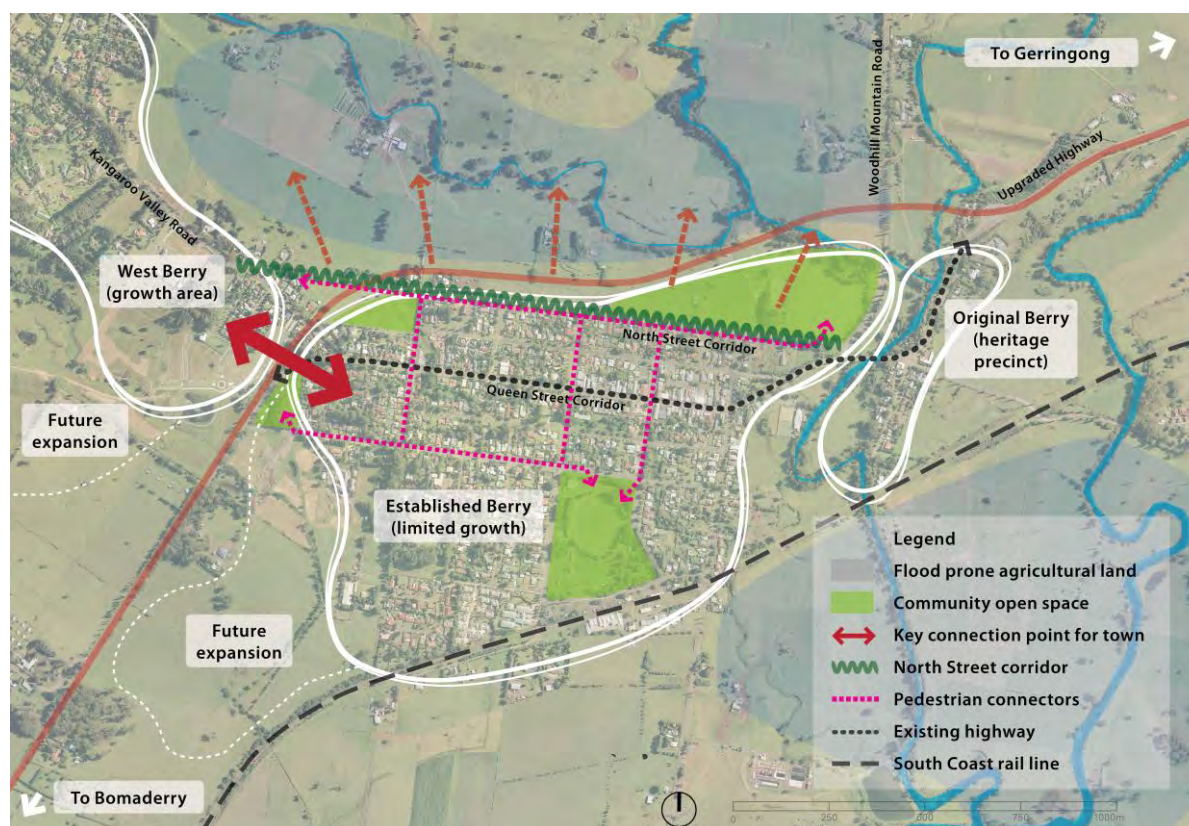 To Gerringong
Woodhill Mountain Road
Upgraded Highway
Kangaroo Valley Road
West Berry
(growth area)
North Street Corridor
Original Berry
(heritage
precinct)
Queen Street Corridor
Future
expansion
Established Berry
(limited growth)
Future
expansion
To Bomaderry
Legend
Flood prone agricultural land
Community open space
Key connection point for town
North Street corridor
Pedestrian connectors
Existing highway
South Coast rail line
0
250
500
750
1000m